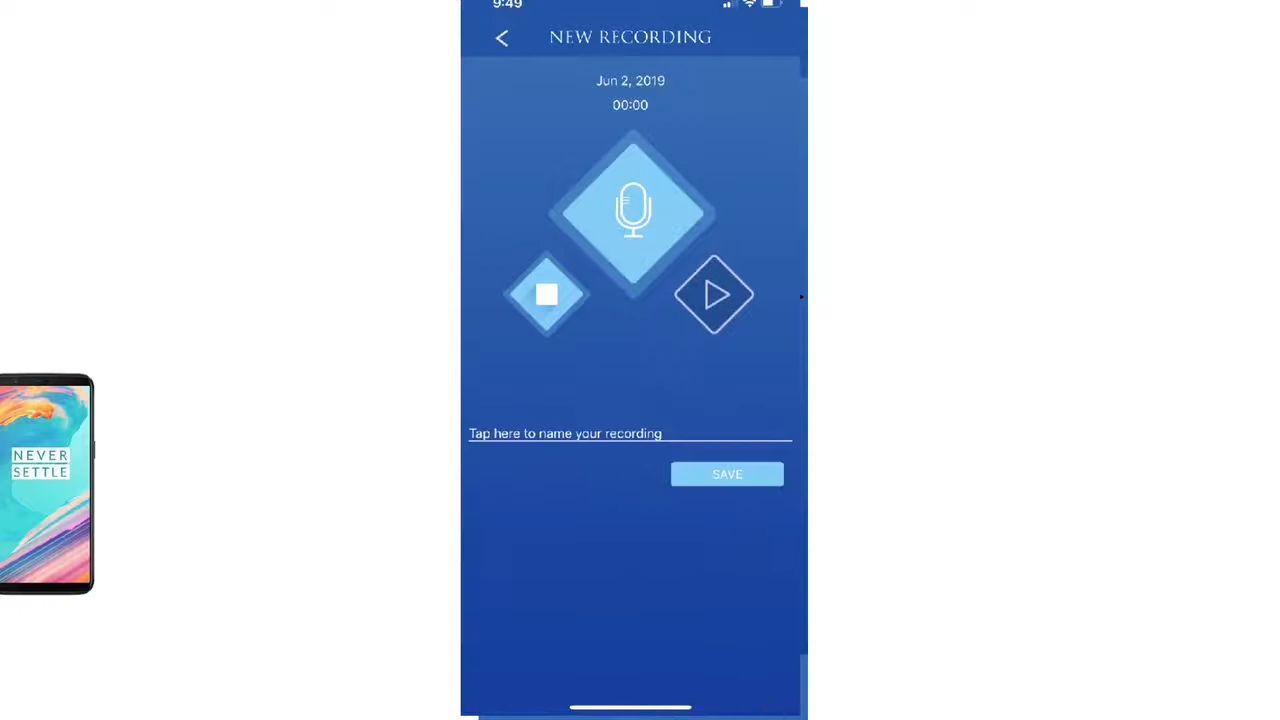 9:49
NEW RECORDING
Jun 2, 2019
00:00
Tap here to name your recording
SAVE
NEVER
SETTLE